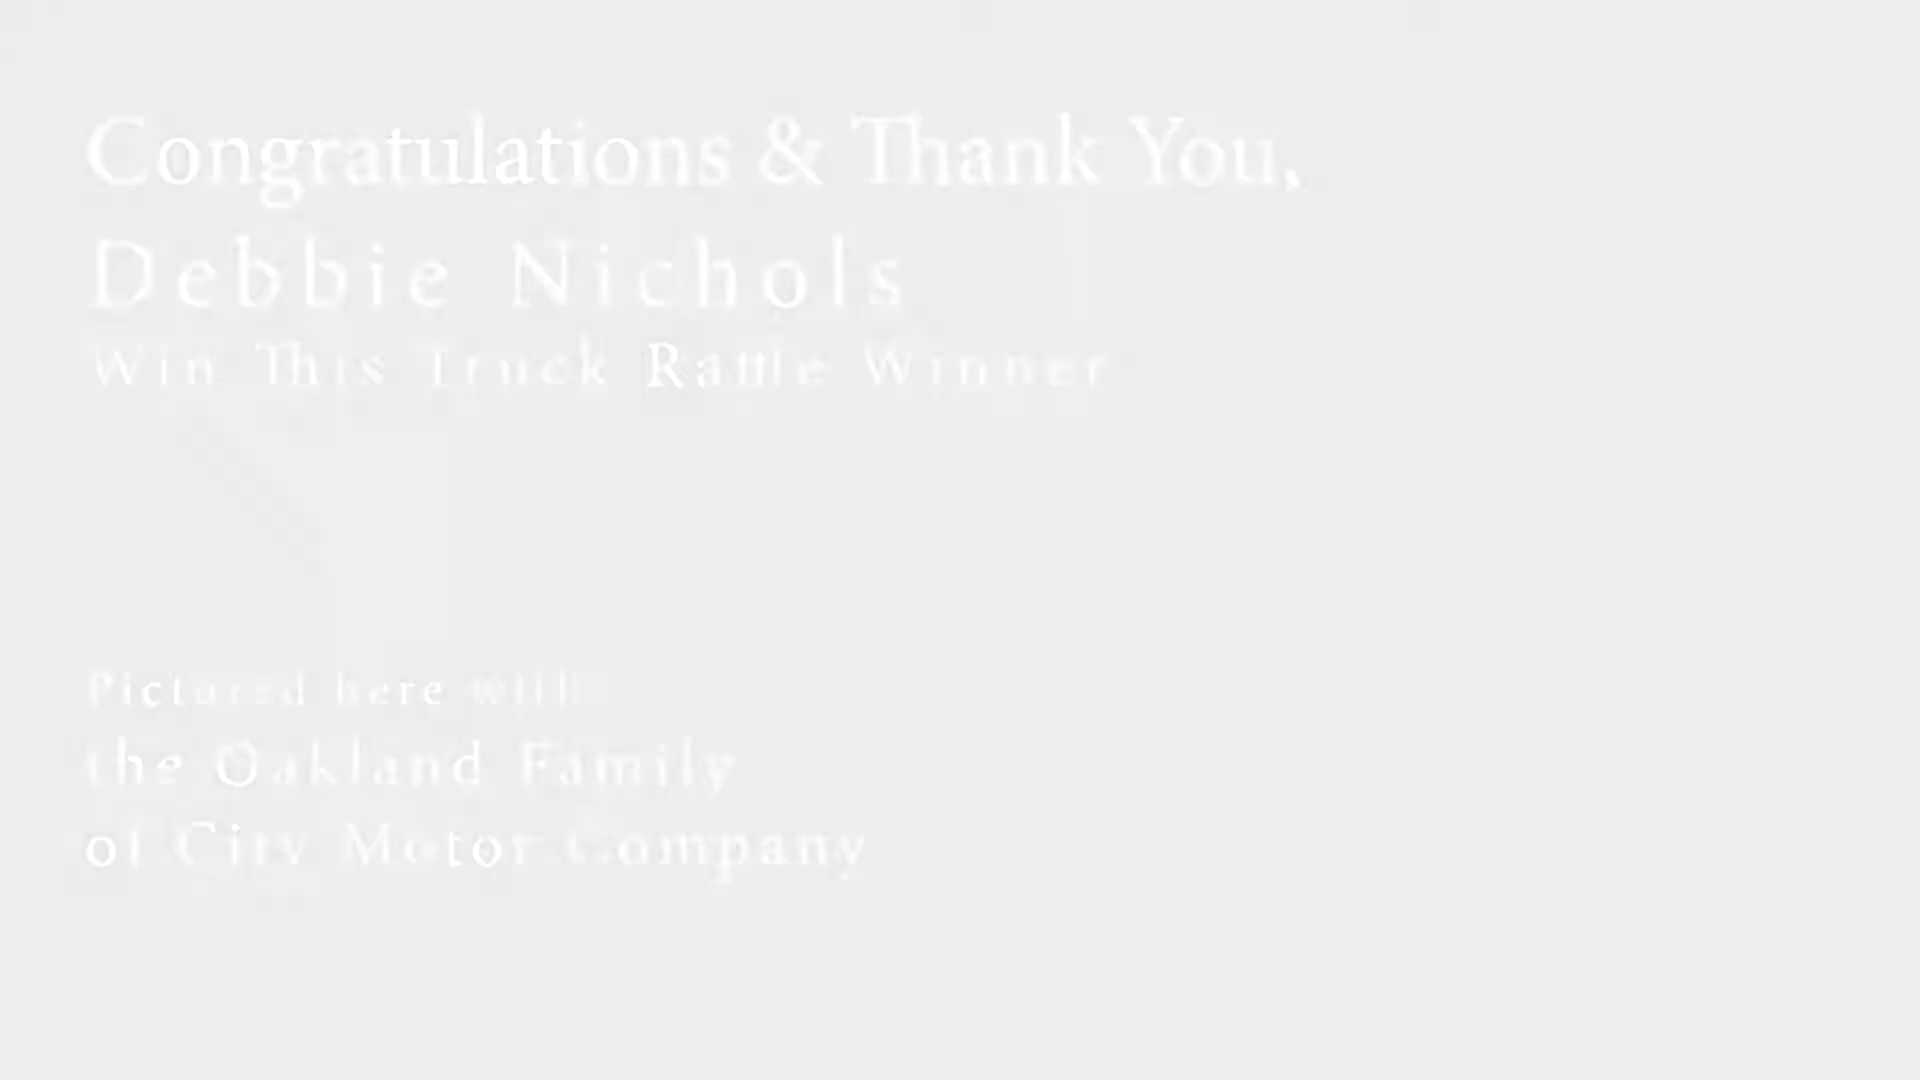 Congratulations & Thank You,
Debbie Nichols
Win This Truck Raffle Winner
Pictured here with
the Oakland Family
of City Motor Company